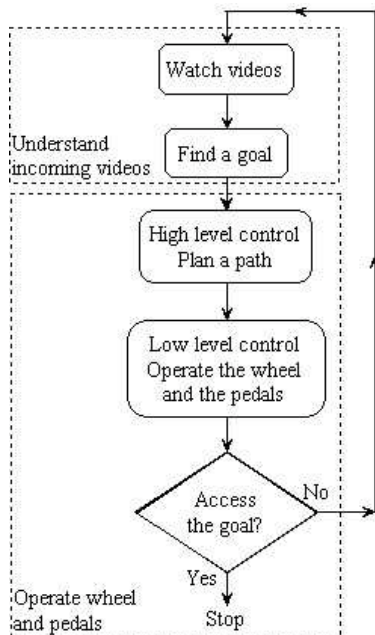 Watch videos
Understand
incoming videos
Find a goal
High level control
Plan a path
Low level control
Operate the wheel
and the pedals
Access
the goal?
No
Yes
Stop
Operate wheel
and pedals